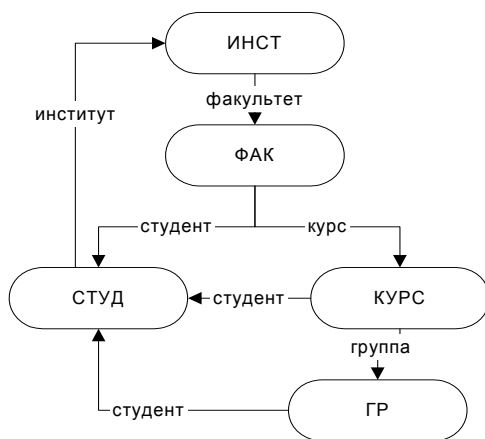 ИНСТ
факультет
институт
ФАК
студент
курс
СТУД
студент
КУРС
группа
студент
ГР